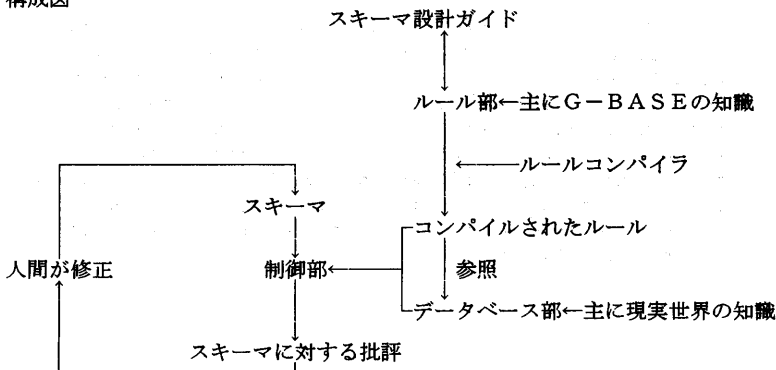 構成図
スキーマ設計ガイド
ルール部←主にG-BASEの知識
←──ルールコンパイラ
スキーマ
コンパイルされたルール
人間が修正
制御部←
参照
データベース部←主に現実世界の知識
スキーマに対する批評